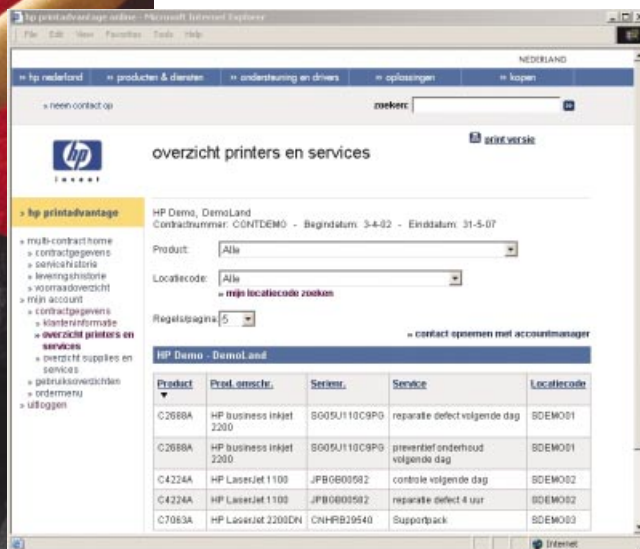 hp printadvantage online - Microsoft Internet Explorer
File Edit View Favorites Tools Help
NEDERLAND
» hp nederland » producten & diensten » ondersteuning en drivers » oplossingen » kopen
» neem contact op
zoeken:
hp
invent
overzicht printers en services
print versie
» hp printadvantage
» multi-contract home
» contractgegevens
» servicehistorie
» leveringshistorie
» voorraadoverzicht
» mijn account
» contractgegevens
» klanteninformatie
» overzicht printers en services
» overzicht supplies en services
» gebruiksoverzichten
» ordermenu
» uitloggen
HP Demo, DemoLand
Contractnummer: CONTDEMO - Begindatum: 3-4-02 - Einddatum: 31-5-07
Product: Alle
Locatiecode: Alle
» mijn locatiecode zoeken
Regels/pagina: 5
» contact opnemen met accountmanager
HP Demo - DemoLand
Product Prod. omschr. Serienr. Service Locatiecode
C2688A HP business inkjet 2200 SG05U110C9PG reparatie defect volgende dag SDEMO01
C2688A HP business inkjet 2200 SG05U110C9PG preventief onderhoud volgende dag SDEMO01
C4224A HP LaserJet 1100 JPBGB00582 controle volgende dag SDEMO02
C4224A HP LaserJet 1100 JPBGB00582 reparatie defect 4 uur SDEMO02
C7063A HP LaserJet 2200DN CNHRB29540 Supportpack SDEMO03
Internet